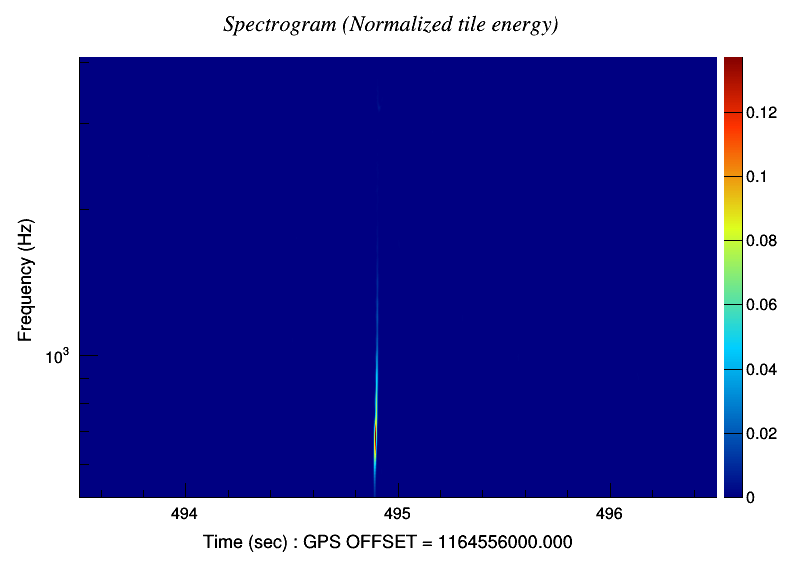 Spectrogram (Normalized tile energy)
0.12
0.1
0.08
0.06
0.04
0.02
0
Frequency (Hz)
10³
494 495 496
Time (sec) : GPS OFFSET = 1164556000.000